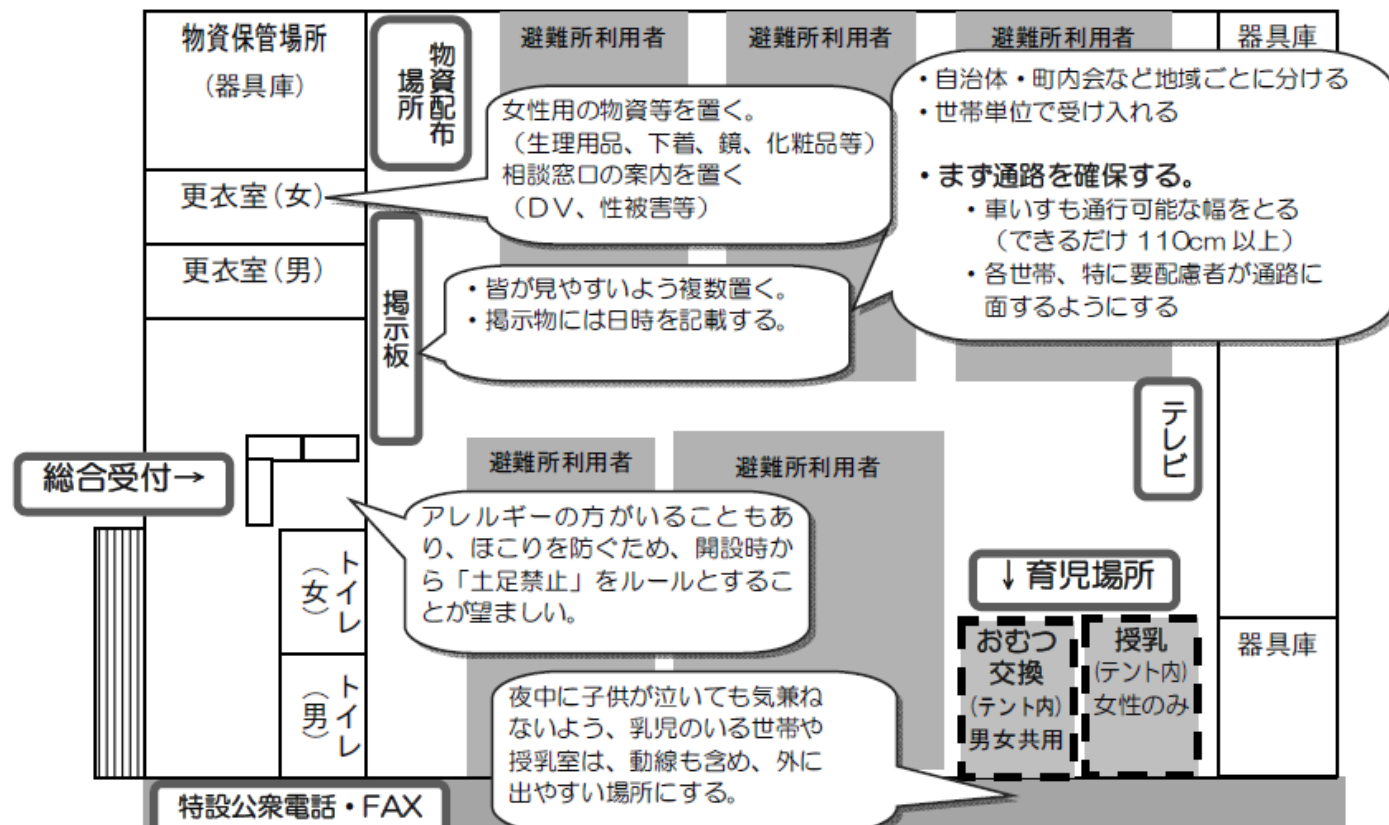 物資保管場所
(器具庫)
物資配布
場所
避難所利用者
避難所利用者
避難所利用者
器具庫
女性用の物資等を置く。
（生理用品、下着、鏡、化粧品等）
相談窓口の案内を置く
（ＤＶ、性被害等）
・自治体・町内会など地域ごとに分ける
・世帯単位で受け入れる
・まず通路を確保する。
・車いすも通行可能な幅をとる
（できるだけ 110cm 以上）
・各世帯、特に要配慮者が通路に
面するようにする
更衣室(女)
更衣室(男)
掲示板
・皆が見やすいよう複数置く。
・掲示物には日時を記載する。
テレビ
総合受付→
避難所利用者
避難所利用者
アレルギーの方がいることもあ
り、ほこりを防ぐため、開設時か
ら「土足禁止」をルールとするこ
とが望ましい。
トイレ
（女）
トイレ
（男）
↓育児場所
おむつ
交換
(テント内)
男女共用
授乳
(テント内)
女性のみ
器具庫
夜中に子供が泣いても気兼ね
ないよう、乳児のいる世帯や
授乳室は、動線も含め、外に
出やすい場所にする。
特設公衆電話・FAX